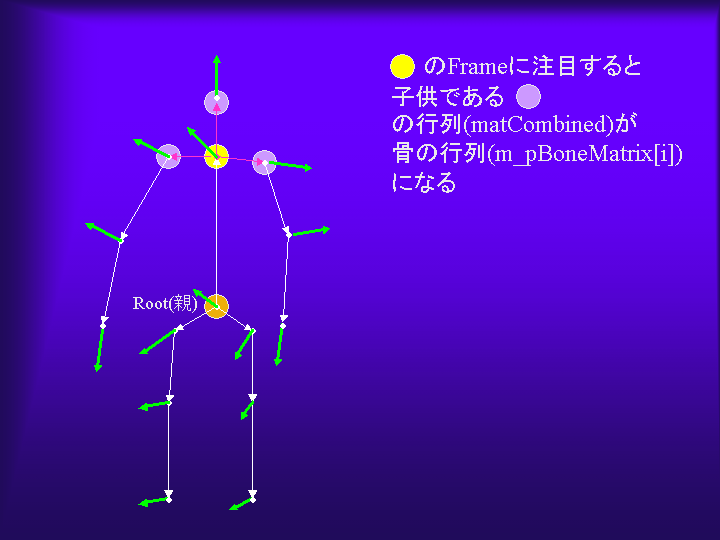 のFrameに注目すると
子供である
の行列(matCombined)が
骨の行列(m_pBoneMatrix[i])
になる
Root(親)